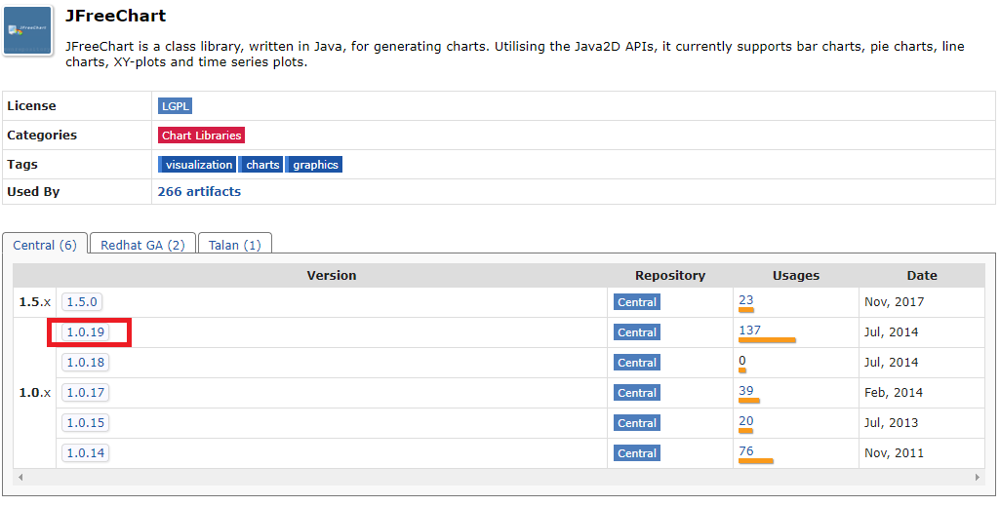 JFreeChart
JFreeChart
JFreeChart is a class library, written in Java, for generating charts. Utilising the Java2D APIs, it currently supports bar charts, pie charts, line
charts, XY-plots and time series plots.
License LGPL
Categories Chart Libraries
Tags visualization charts graphics
Used By 266 artifacts
Central (6) Redhat GA (2) Talan (1)
Version Repository Usages Date
1.5.x 1.5.0 Central 23 Nov, 2017
1.0.19 Central 137 Jul, 2014
1.0.18 Central 0 Jul, 2014
1.0.x 1.0.17 Central 39 Feb, 2014
1.0.15 Central 20 Jul, 2013
1.0.14 Central 76 Nov, 2011